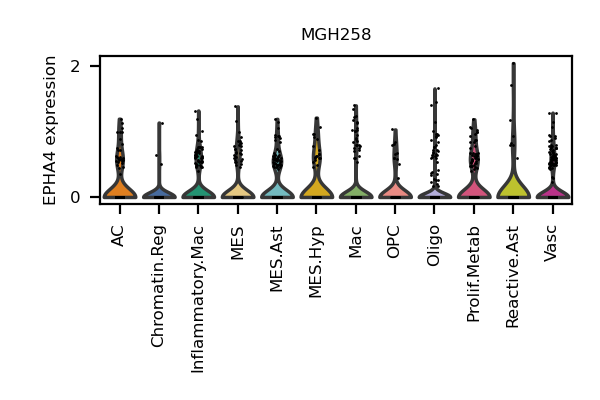 MGH258
EPHA4 expression
2
0
AC
Chromatin.Reg
Inflammatory.Mac
MES
MES.Ast
MES.Hyp
Mac
OPC
Oligo
Prolif.Metab
Reactive.Ast
Vasc